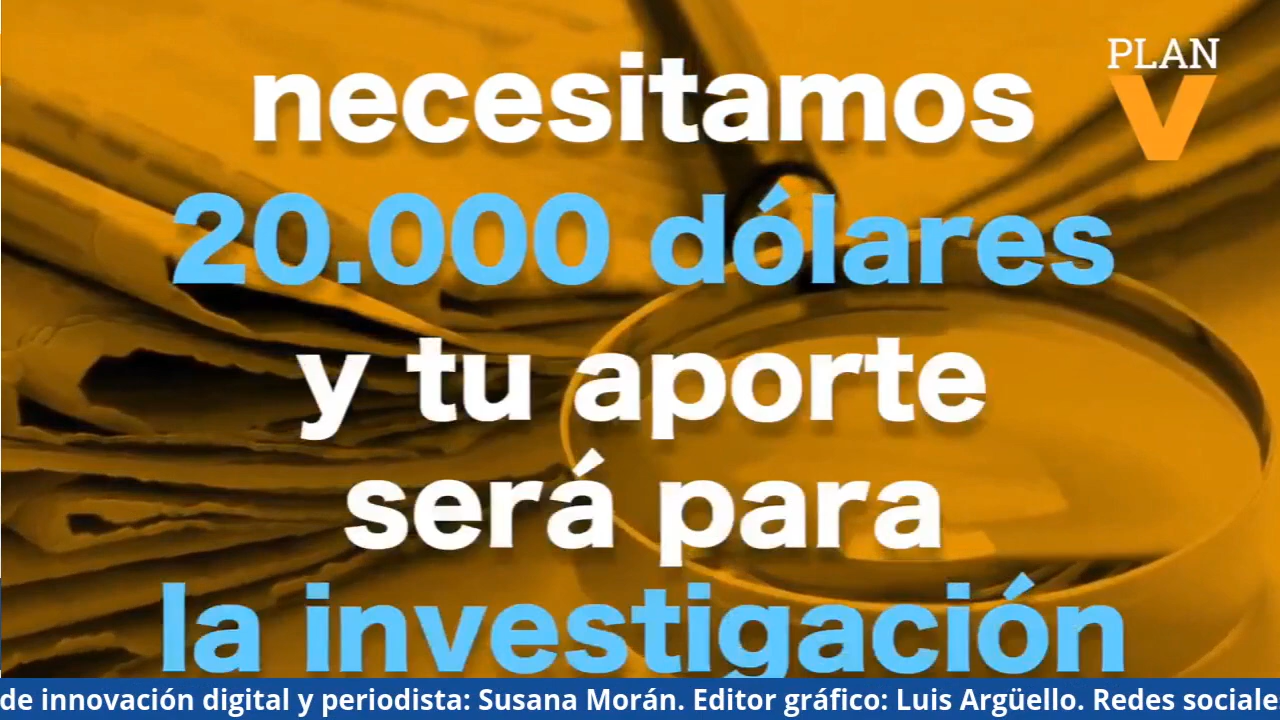 PLAN
V
necesitamos
20.000 dólares
y tu aporte
será para
la investigación
de innovación digital y periodista: Susana Morán. Editor gráfico: Luis Argüello. Redes sociale